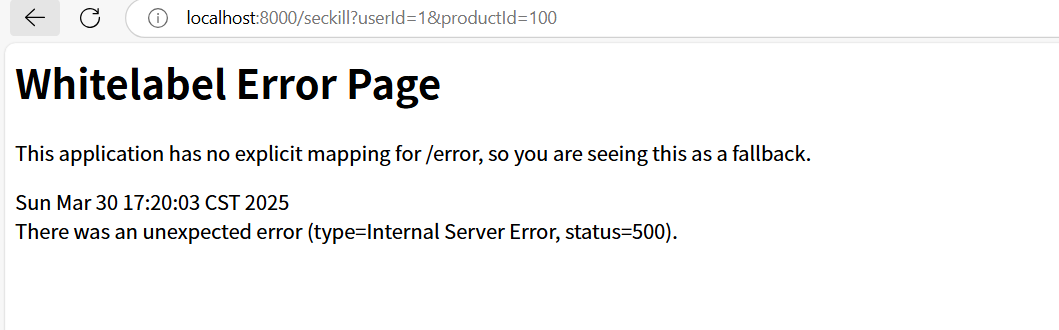 localhost:8000/seckill?userId=1&productId=100
Whitelabel Error Page
This application has no explicit mapping for /error, so you are seeing this as a fallback.
Sun Mar 30 17:20:03 CST 2025
There was an unexpected error (type=Internal Server Error, status=500).